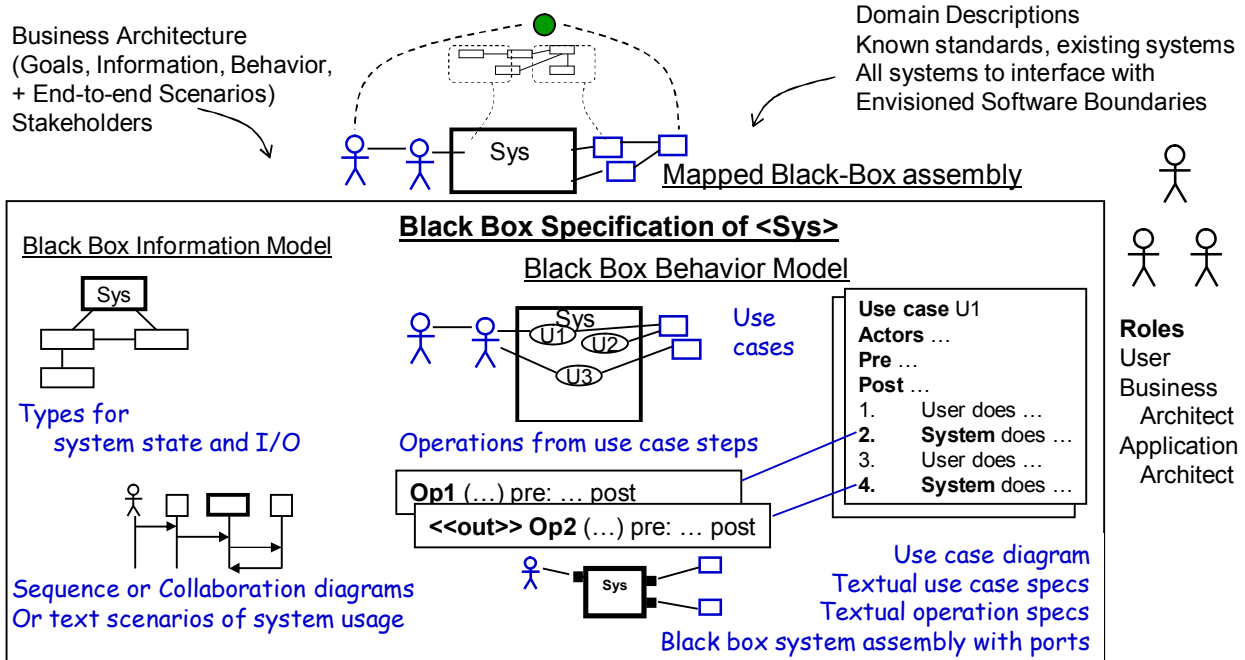 Business Architecture
(Goals, Information, Behavior,
+ End-to-end Scenarios)
Stakeholders
Domain Descriptions
Known standards, existing systems
All systems to interface with
Envisioned Software Boundaries
Sys
Mapped Black-Box assembly
Black Box Specification of <Sys>
Black Box Information Model
Sys
Types for
system state and I/O
Sequence or Collaboration diagrams
Or text scenarios of system usage
Black Box Behavior Model
Sys
U1
U2
U3
Use
cases
Operations from use case steps
Op1 (…) pre: … post
<<out>> Op2 (…) pre: … post
Sys
Use case U1
Actors …
Pre …
Post …
1. User does …
2. System does …
3. User does …
4. System does …
Use case diagram
Textual use case specs
Textual operation specs
Black box system assembly with ports
Roles
User
Business
Architect
Application
Architect